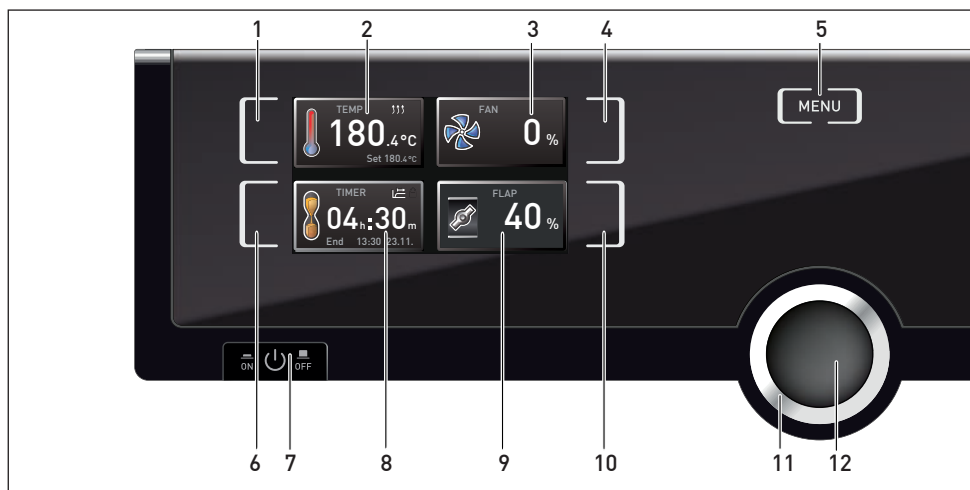 1 2 3 4 5
TEMP
180.4°C
Set 180.4°C
FAN
0 %
MENU
TIMER
04h:30m
End 13:30 23.11.
FLAP
40 %
ON OFF
6 7 8 9 10 11 12